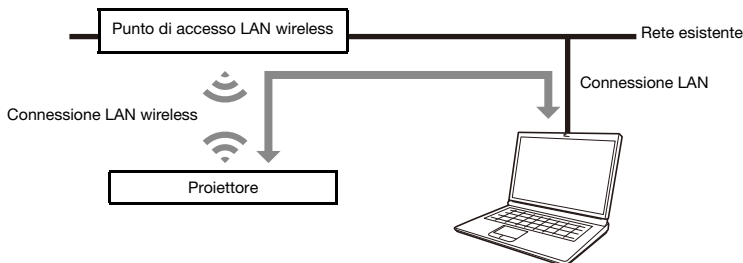 Punto di accesso LAN wireless
Rete esistente
Connessione LAN
Connessione LAN wireless
Proiettore